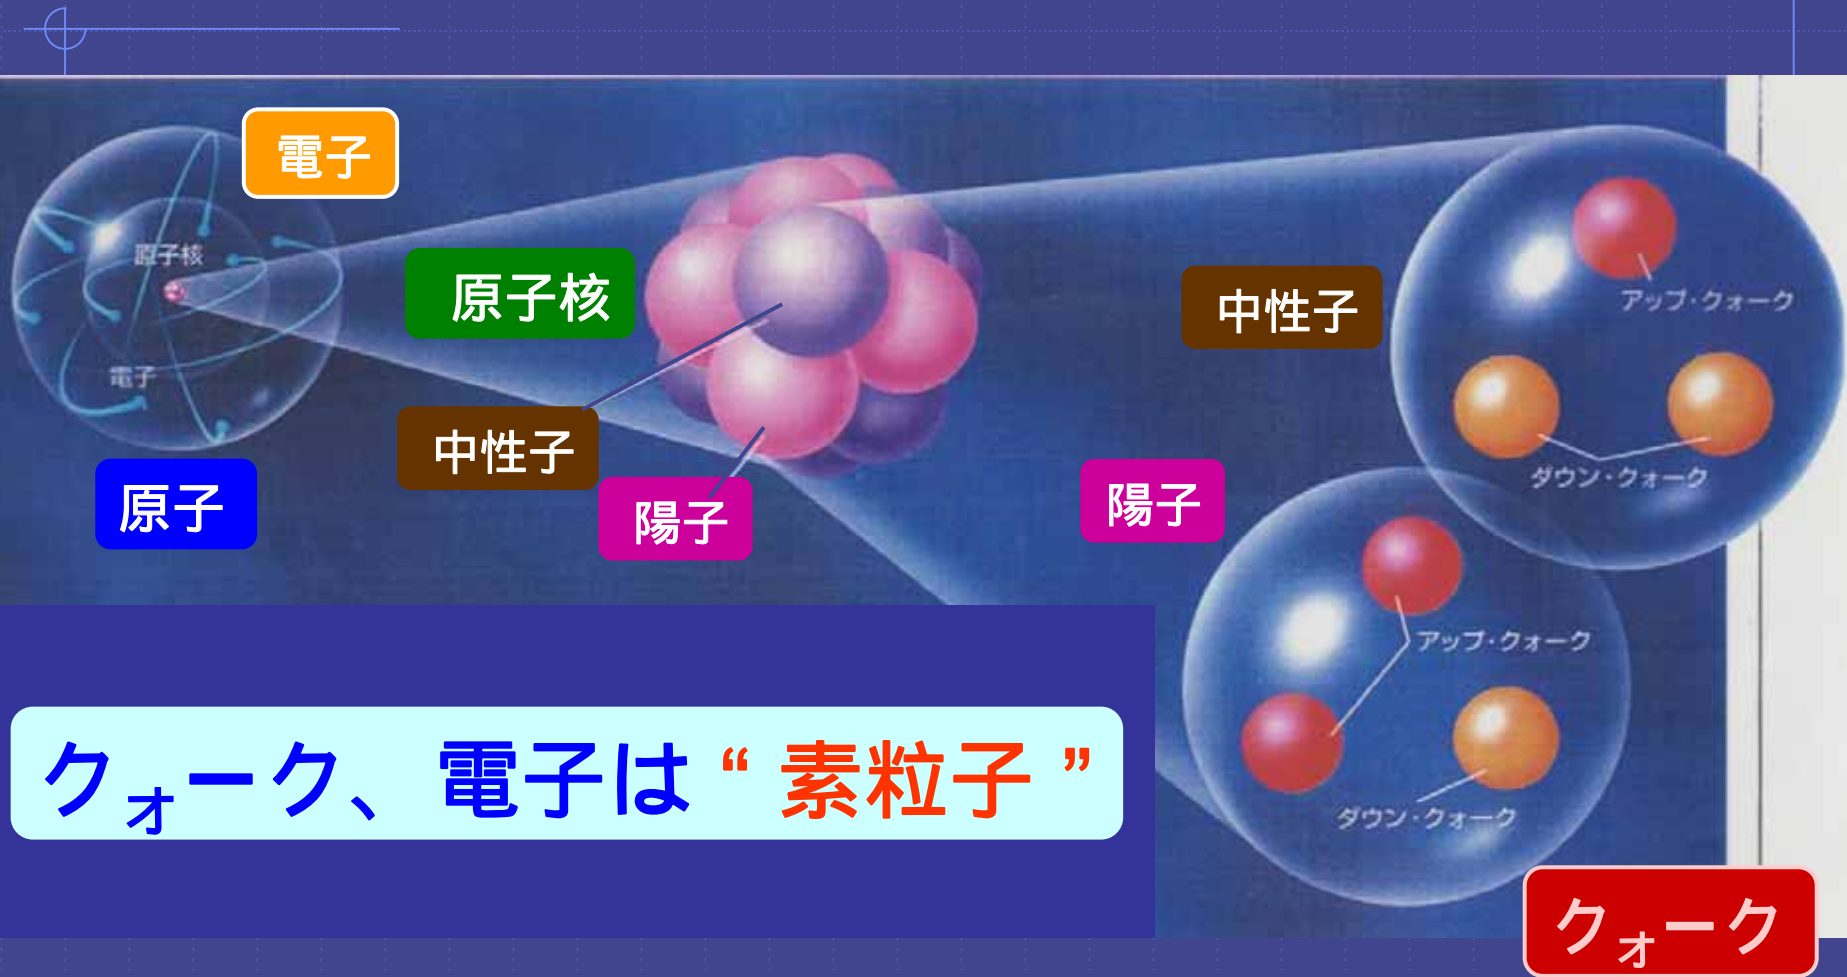 電子
原子核
電子
原子
原子核
中性子
陽子
中性子
アップ・クォーク
ダウン・クォーク
陽子
アップ・クォーク
ダウン・クォーク
クォーク、電子は“素粒子”
クォーク